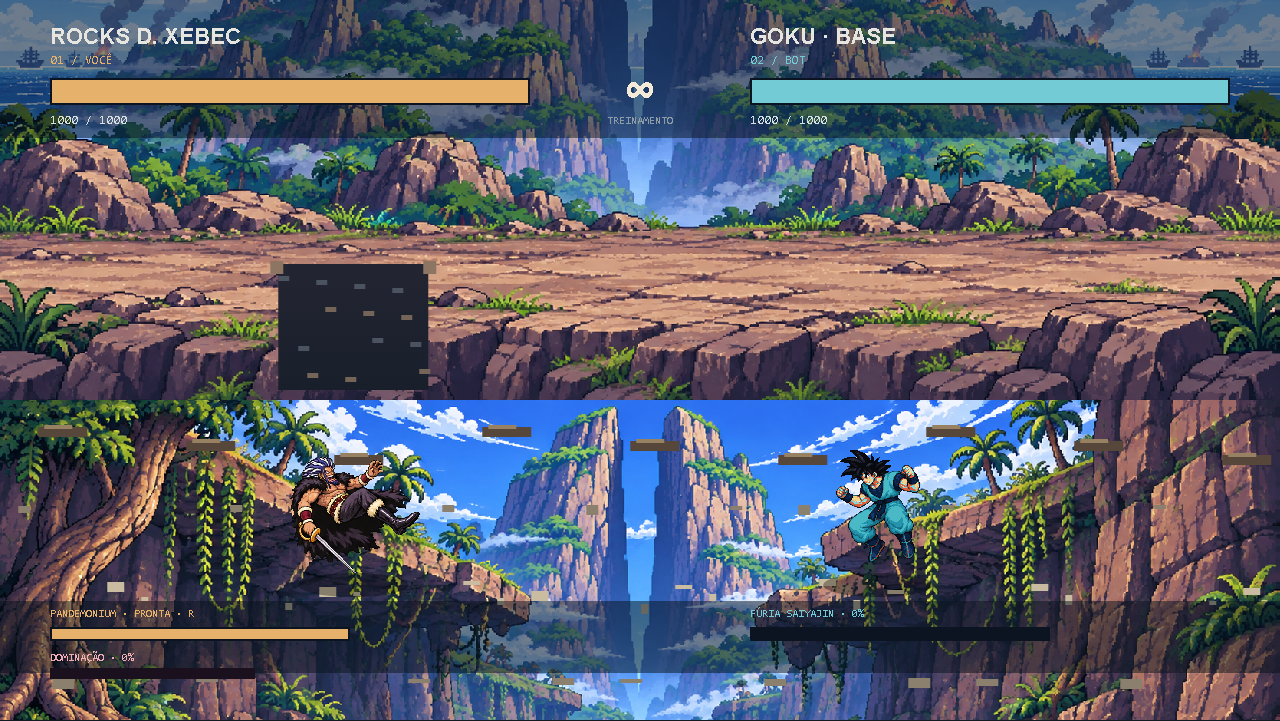 ROCKS D. XEBEC
01 / VOCÊ
1000 / 1000
∞
TREINAMENTO
GOKU · BASE
02 / BOT
1000 / 1000
PANDEMONIUM · PRONTA · R
DOMINAÇÃO · 0%
FÚRIA SAIYAJIN · 0%